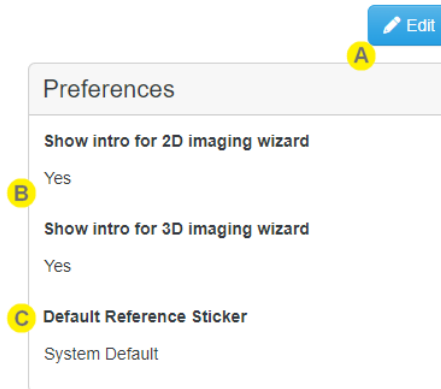 Edit
A
Preferences
Show intro for 2D imaging wizard
Yes
B
Show intro for 3D imaging wizard
Yes
C Default Reference Sticker
System Default